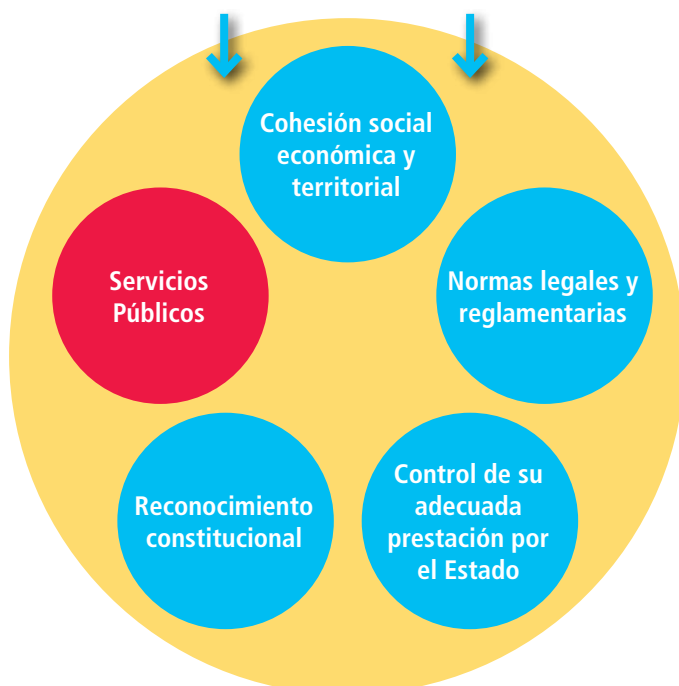 Cohesión social
económica y
territorial
Servicios
Públicos
Normas legales y
reglamentarias
Reconocimiento
constitucional
Control de su
adecuada
prestación por
el Estado